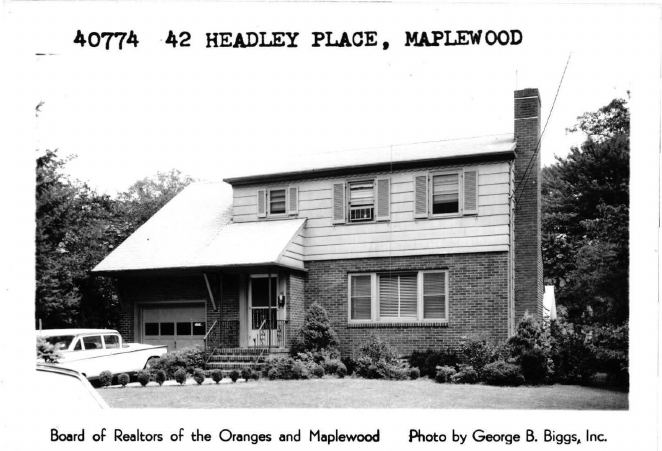 40774 42 HEADLEY PLACE, MAPLEWOOD
Board of Realtors of the Oranges and Maplewood Photo by George B. Biggs, Inc.